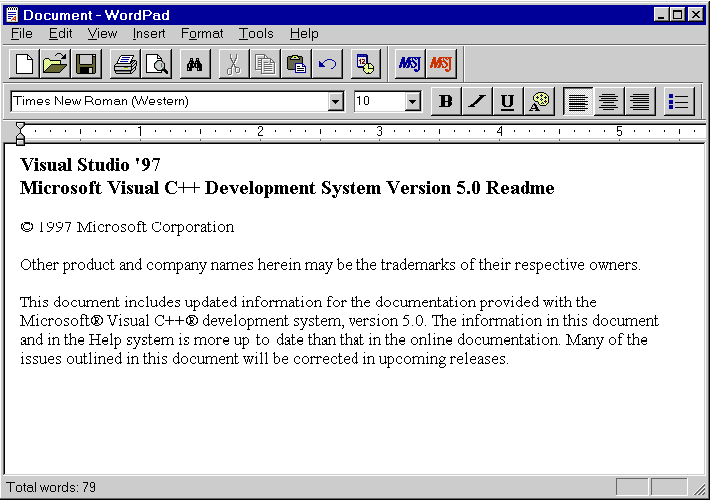 Document - WordPad
File Edit View Insert Format Tools Help
MSJ MSJ
Times New Roman (Western) 10 B I U A
1 2 3 4 5
Visual Studio '97
Microsoft Visual C++ Development System Version 5.0 Readme
© 1997 Microsoft Corporation
Other product and company names herein may be the trademarks of their respective owners.
This document includes updated information for the documentation provided with the
Microsoft® Visual C++® development system, version 5.0. The information in this document
and in the Help system is more up to date than that in the online documentation. Many of the
issues outlined in this document will be corrected in upcoming releases.
Total words: 79